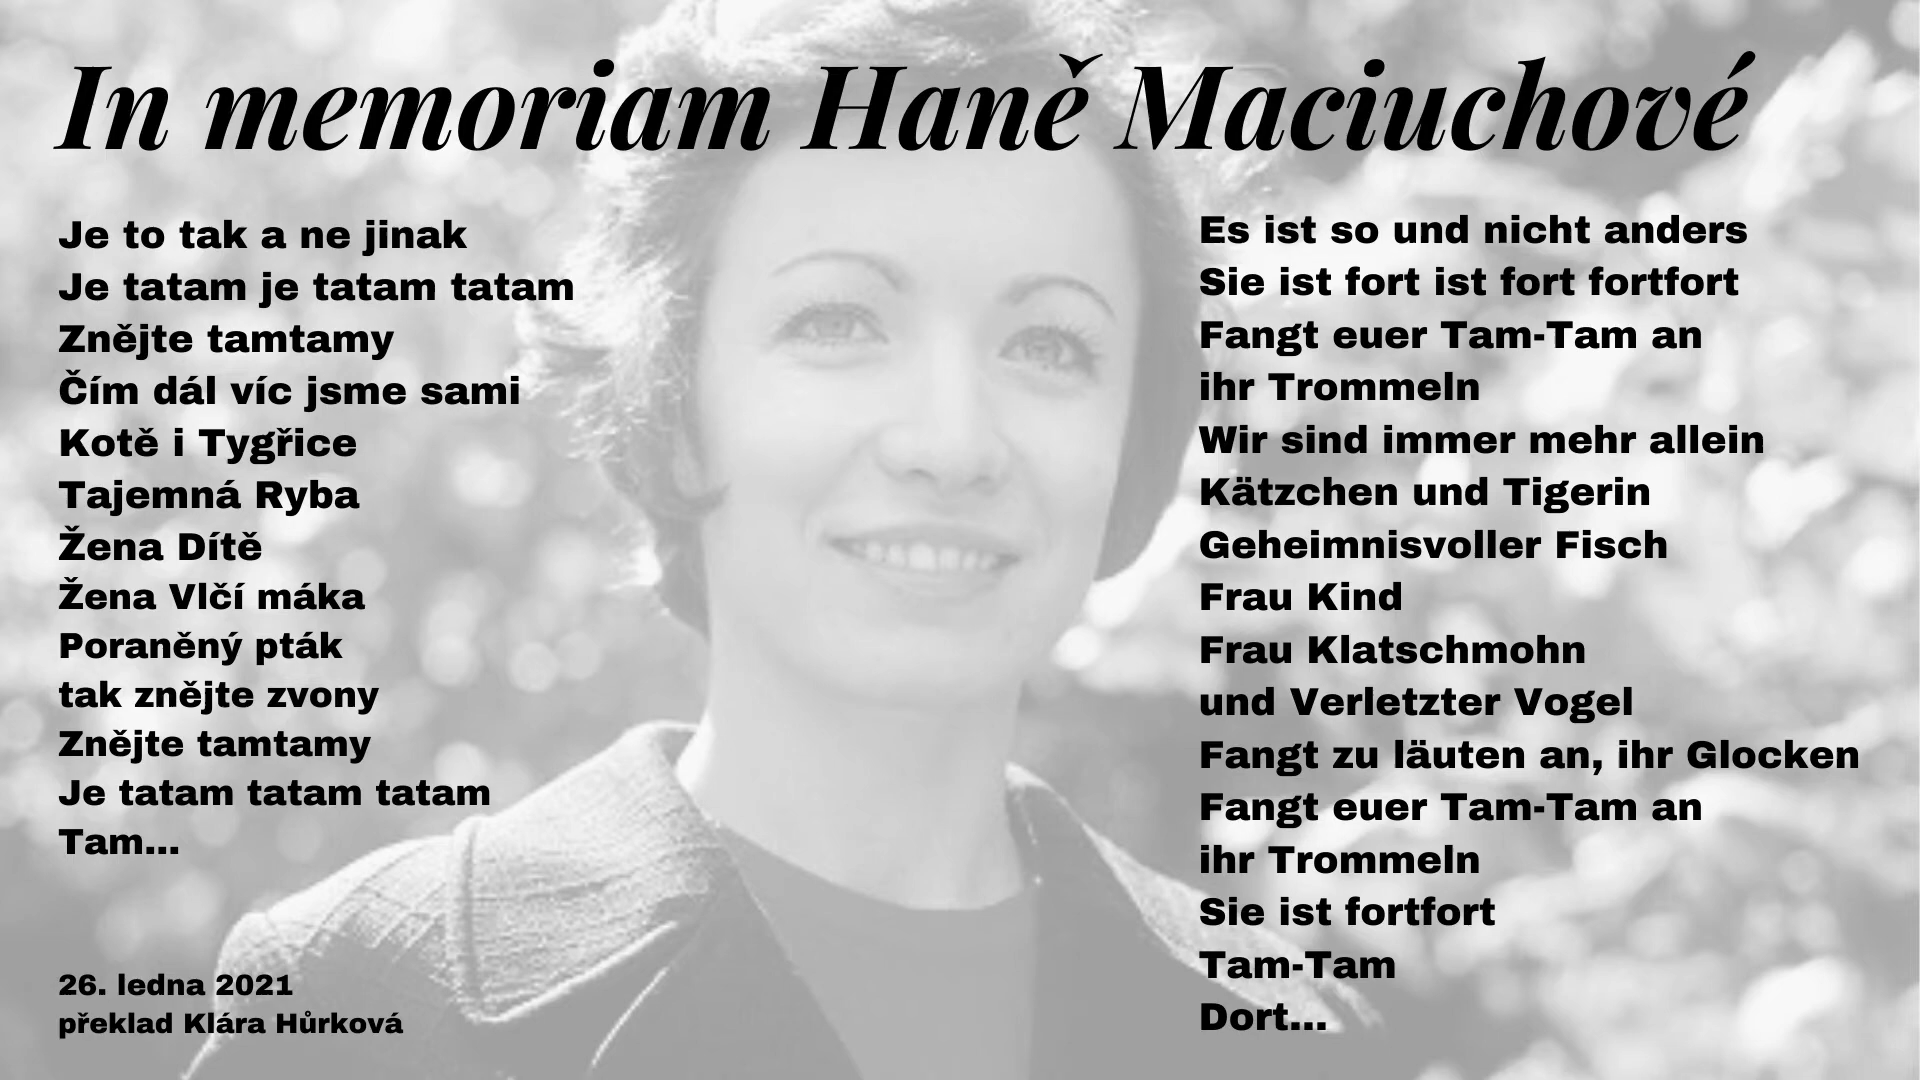 In memoriam Haně Maciuchové
Je to tak a ne jinak
Je tatam je tatam tatam
Znějte tamtamy
Čím dál víc jsme sami
Kotě i Tygřice
Tajemná Ryba
Žena Dítě
Žena Vlčí máka
Poraněný pták
tak znějte zvony
Znějte tamtamy
Je tatam tatam tatam
Tam...
26. ledna 2021
překlad Klára Hůrková
Es ist so und nicht anders
Sie ist fort ist fort fortfort
Fangt euer Tam-Tam an
ihr Trommeln
Wir sind immer mehr allein
Kätzchen und Tigerin
Geheimnisvoller Fisch
Frau Kind
Frau Klatschmohn
und Verletzter Vogel
Fangt zu läuten an, ihr Glocken
Fangt euer Tam-Tam an
ihr Trommeln
Sie ist fortfort
Tam-Tam
Dort...